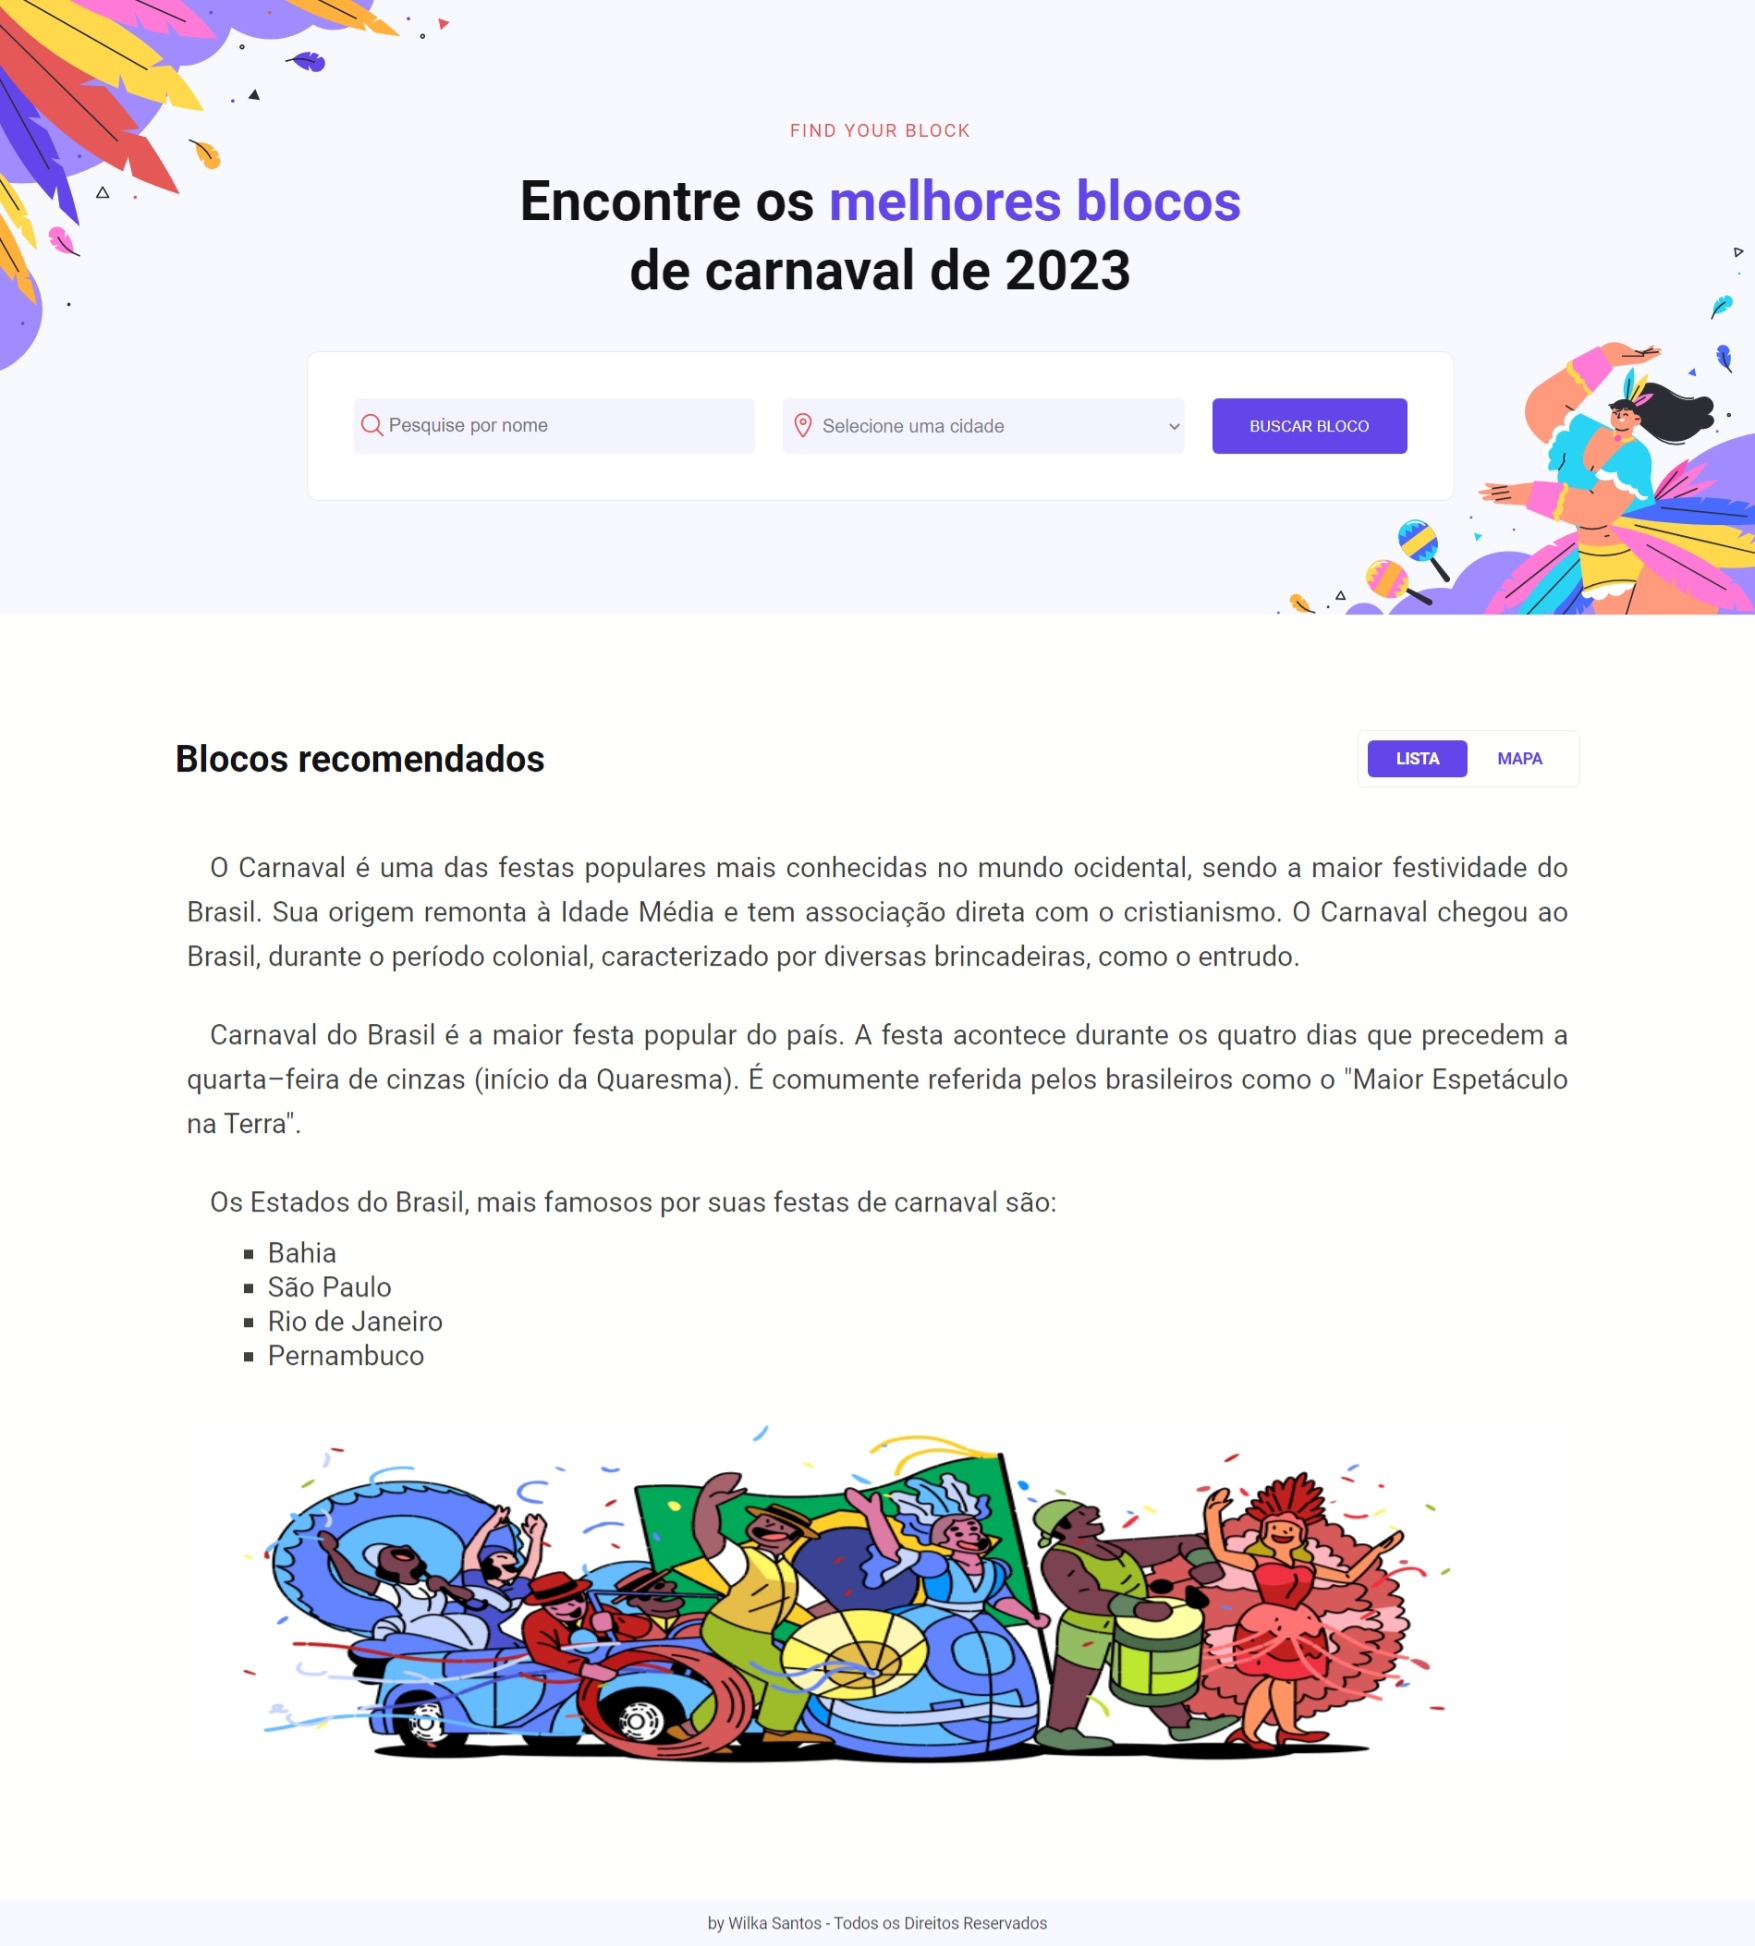 FIND YOUR BLOCK
Encontre os melhores blocos
de carnaval de 2023
Pesquise por nome
Selecione uma cidade
BUSCAR BLOCO
Blocos recomendados
LISTA
MAPA
O Carnaval é uma das festas populares mais conhecidas no mundo ocidental, sendo a maior festividade do
Brasil. Sua origem remonta à Idade Média e tem associação direta com o cristianismo. O Carnaval chegou ao
Brasil, durante o período colonial, caracterizado por diversas brincadeiras, como o entrudo.
Carnaval do Brasil é a maior festa popular do país. A festa acontece durante os quatro dias que precedem a
quarta–feira de cinzas (início da Quaresma). É comumente referida pelos brasileiros como o "Maior Espetáculo
na Terra".
Os Estados do Brasil, mais famosos por suas festas de carnaval são:
▪ Bahia
▪ São Paulo
▪ Rio de Janeiro
▪ Pernambuco
by Wilka Santos - Todos os Direitos Reservados